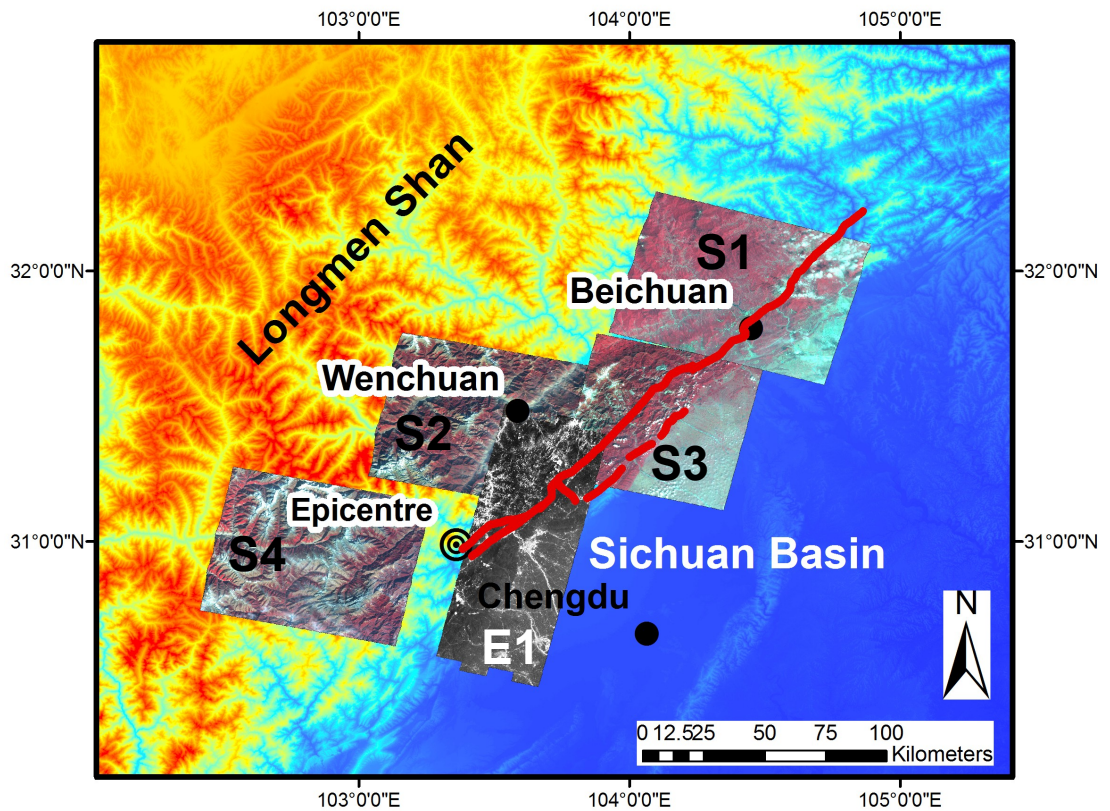 103°0'0"E 104°0'0"E 105°0'0"E
Longmen Shan
S1
32°0'0"N 32°0'0"N
Beichuan
Wenchuan
S2
S3
Epicentre
31°0'0"N 31°0'0"N
S4
Sichuan Basin
Chengdu
N
E1
0 12.525 50 75 100
Kilometers
103°0'0"E 104°0'0"E 105°0'0"E